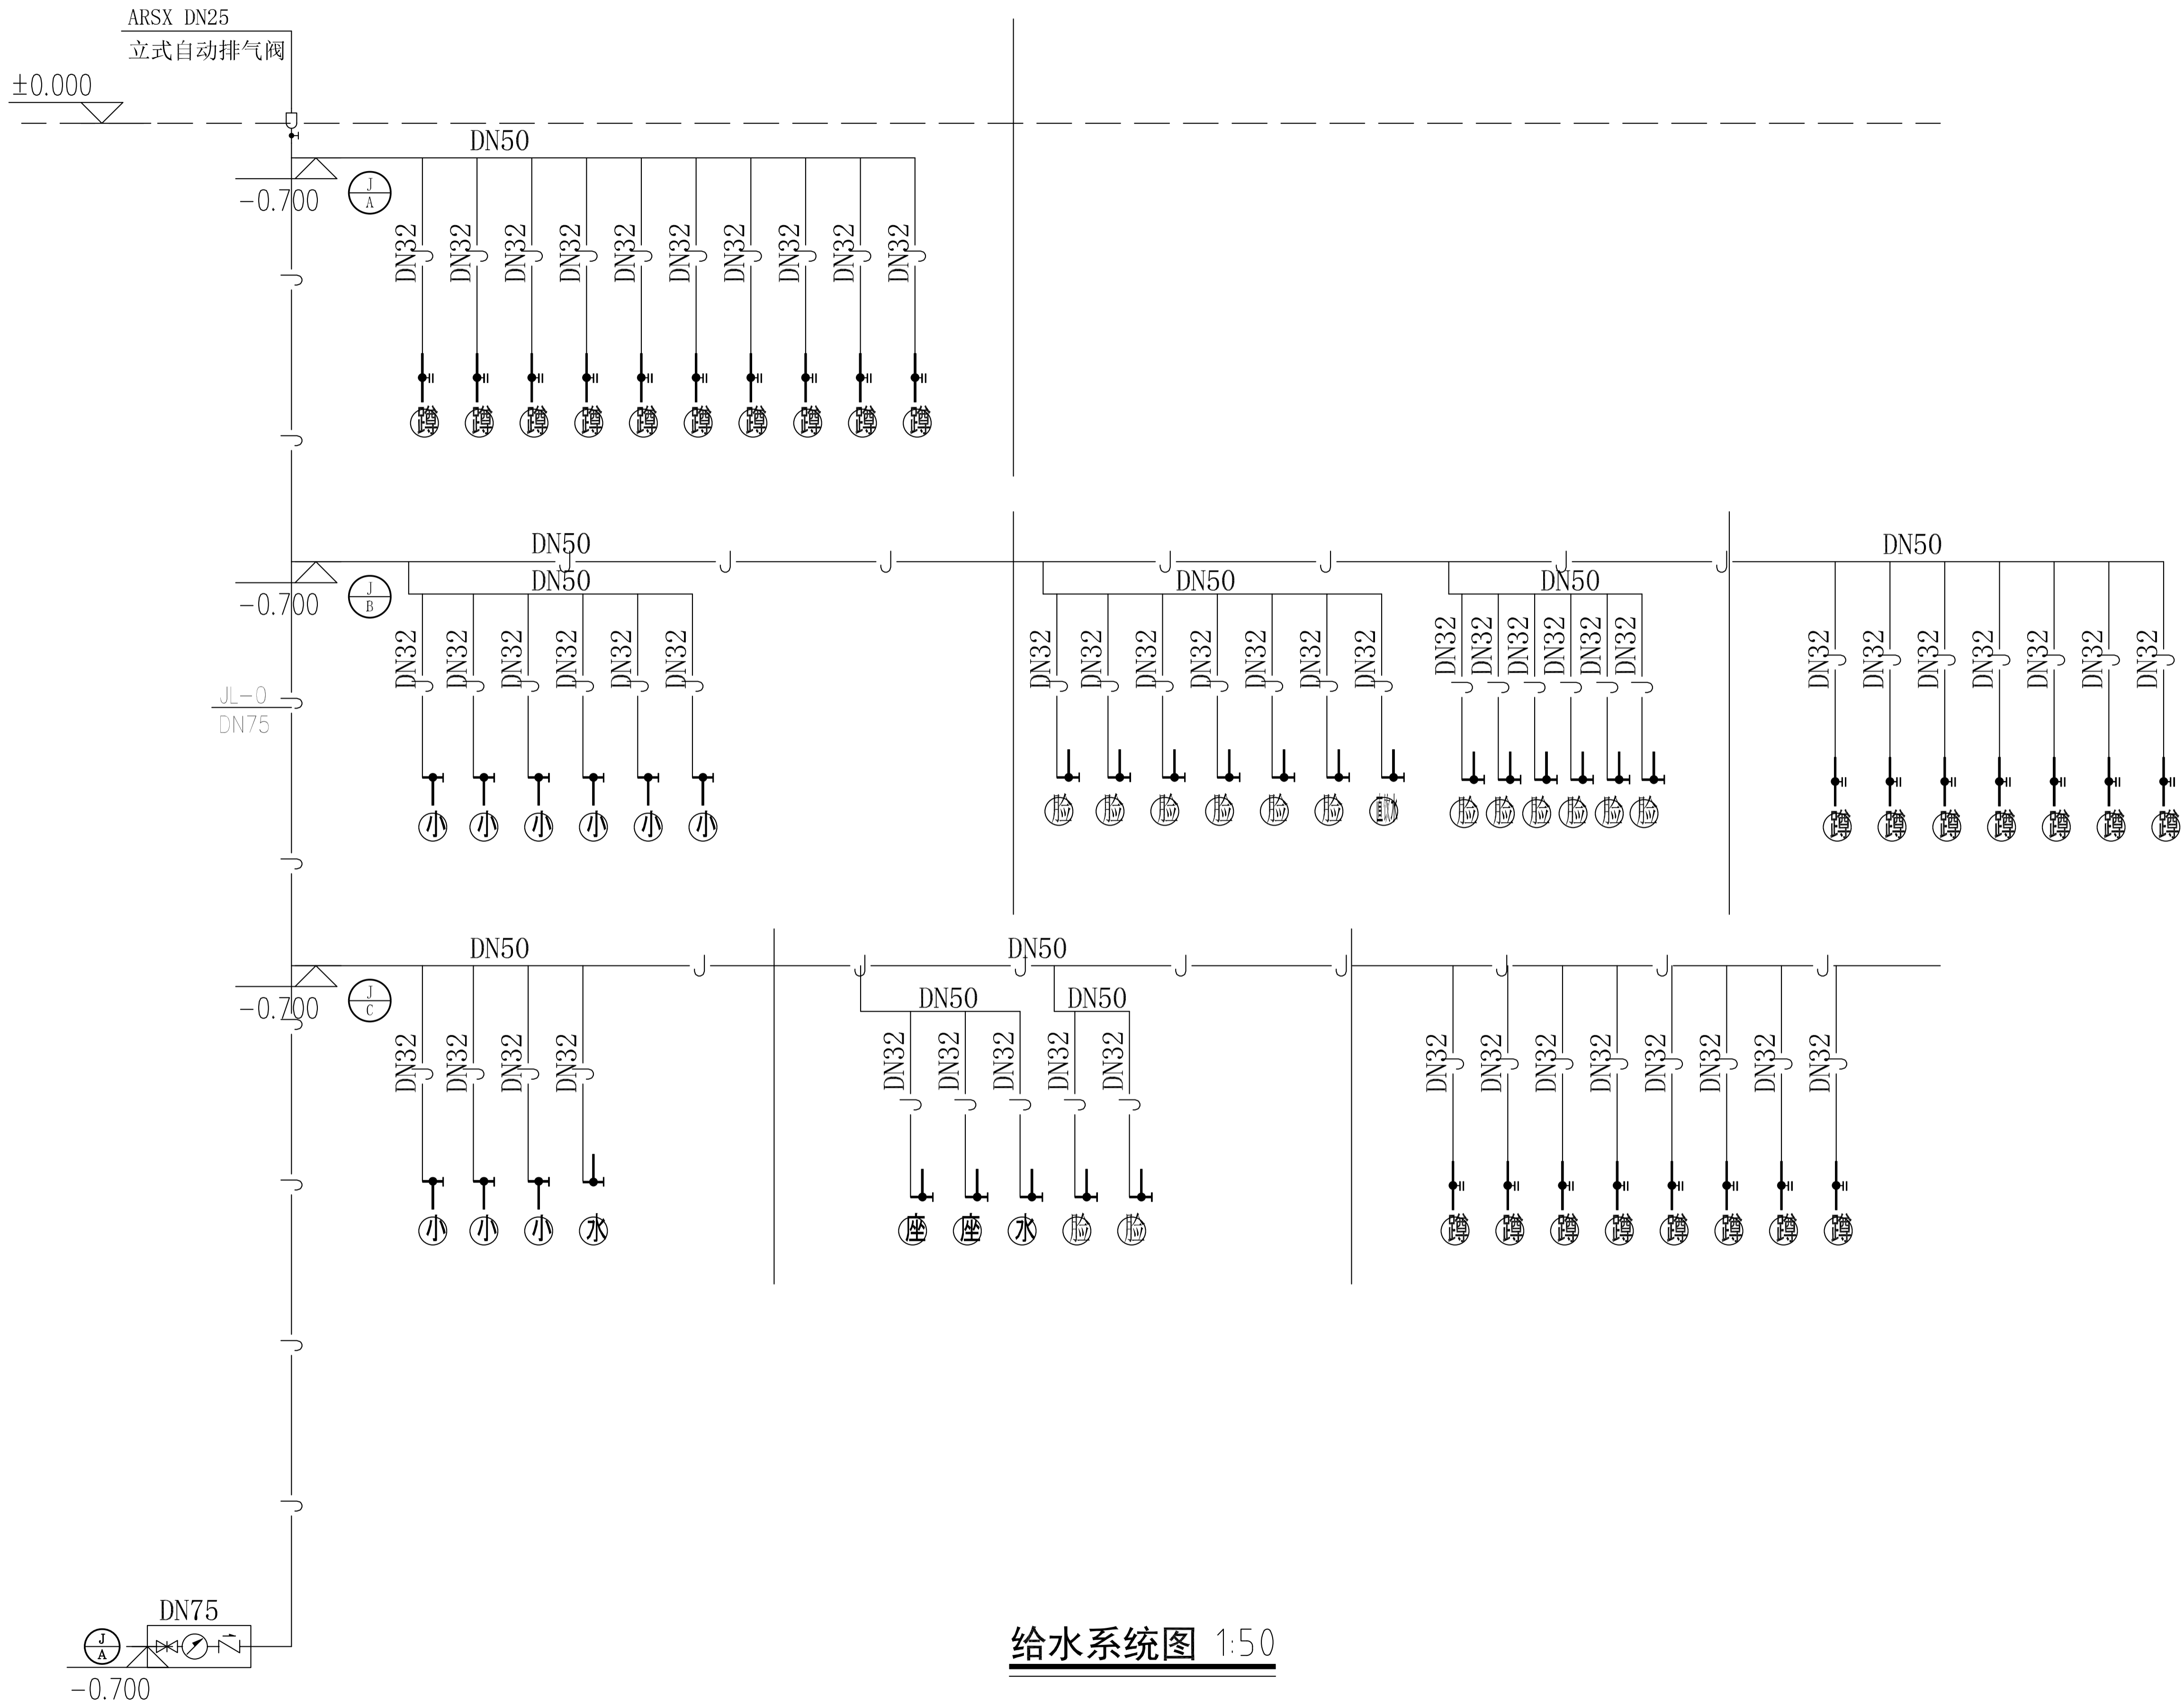 ARSX DN25
立式自动排气阀
±0.000
DN50
-0.700
J
A
DN32 DN32 DN32 DN32 DN32 DN32 DN32 DN32 DN32 DN32
J J J J J J J J J J
J
蹲 蹲 蹲 蹲 蹲 蹲 蹲 蹲 蹲 蹲
J
DN50 DN50
J J J J J J J
DN50 DN50 DN50
-0.700
J
B
DN32 DN32 DN32 DN32 DN32 DN32 DN32 DN32 DN32 DN32 DN32 DN32 DN32 DN32 DN32 DN32 DN32 DN32 DN32 DN32 DN32 DN32 DN32 DN32 DN32 DN32
J J J J J J J J J J J J J J J J J J J J J J J J J J
JL-0
J
DN75
小 小 小 小 小 小 脸 脸 脸 脸 脸 脸 脸 脸 脸 脸 脸 脸 蹲 蹲 蹲 蹲 蹲 蹲 蹲
J
DN50 DN50
J J J J J J J J
DN50 DN50
-0.700
J
C
J
DN32 DN32 DN32 DN32 DN32 DN32 DN32 DN32 DN32 DN32 DN32 DN32 DN32 DN32 DN32 DN32 DN32
J J J J J J J J J J J J J J J J J
J
小 小 小 水 座 座 水 脸 脸 蹲 蹲 蹲 蹲 蹲 蹲 蹲 蹲
J
J
DN75
J
A
-0.700
给水系统图 1:50